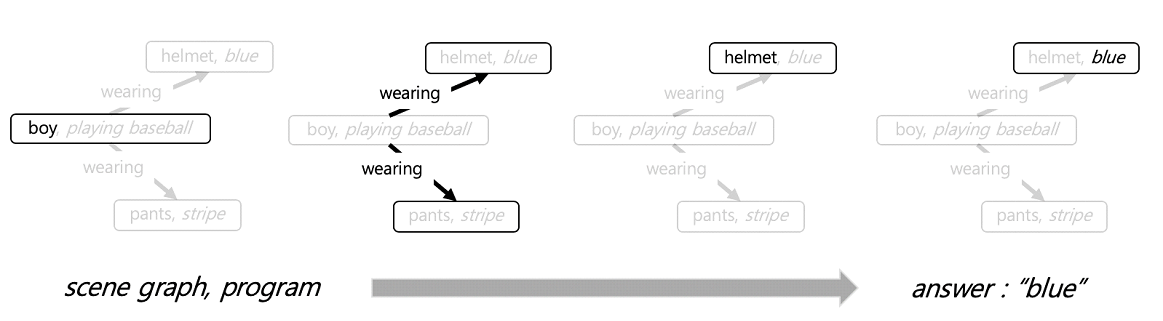 helmet, blue
wearing
boy, playing baseball
wearing
pants, stripe
helmet, blue
wearing
boy, playing baseball
wearing
pants, stripe
helmet, blue
wearing
boy, playing baseball
wearing
pants, stripe
helmet, blue
wearing
boy, playing baseball
wearing
pants, stripe
scene graph, program
answer : "blue"